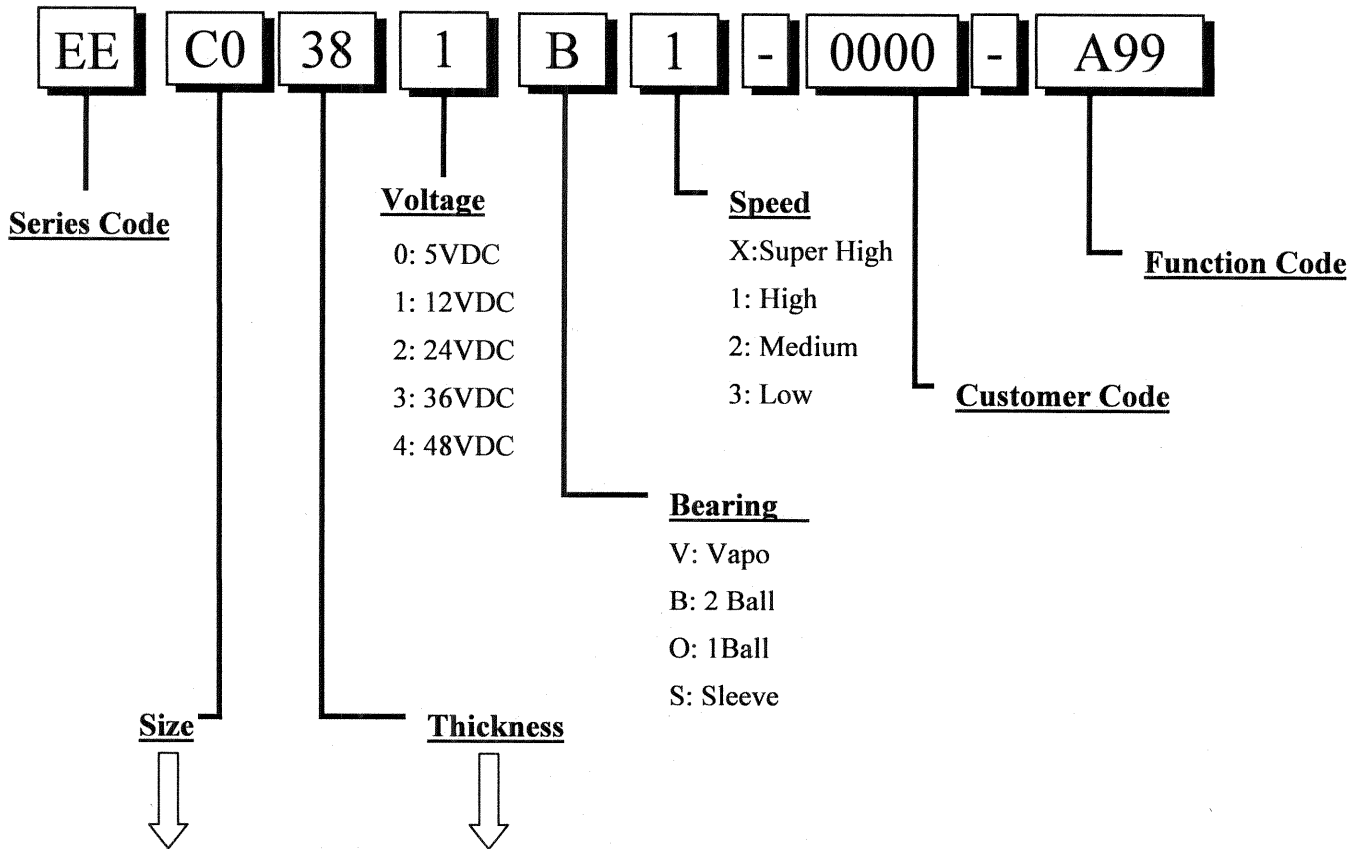 EE C0 38 1 B 1 - 0000 - A99
Series Code
Voltage
0: 5VDC
1: 12VDC
2: 24VDC
3: 36VDC
4: 48VDC
Speed
X:Super High
1: High
2: Medium
3: Low
Function Code
Customer Code
Bearing
V: Vapo
B: 2 Ball
O: 1Ball
S: Sleeve
Size
Thickness